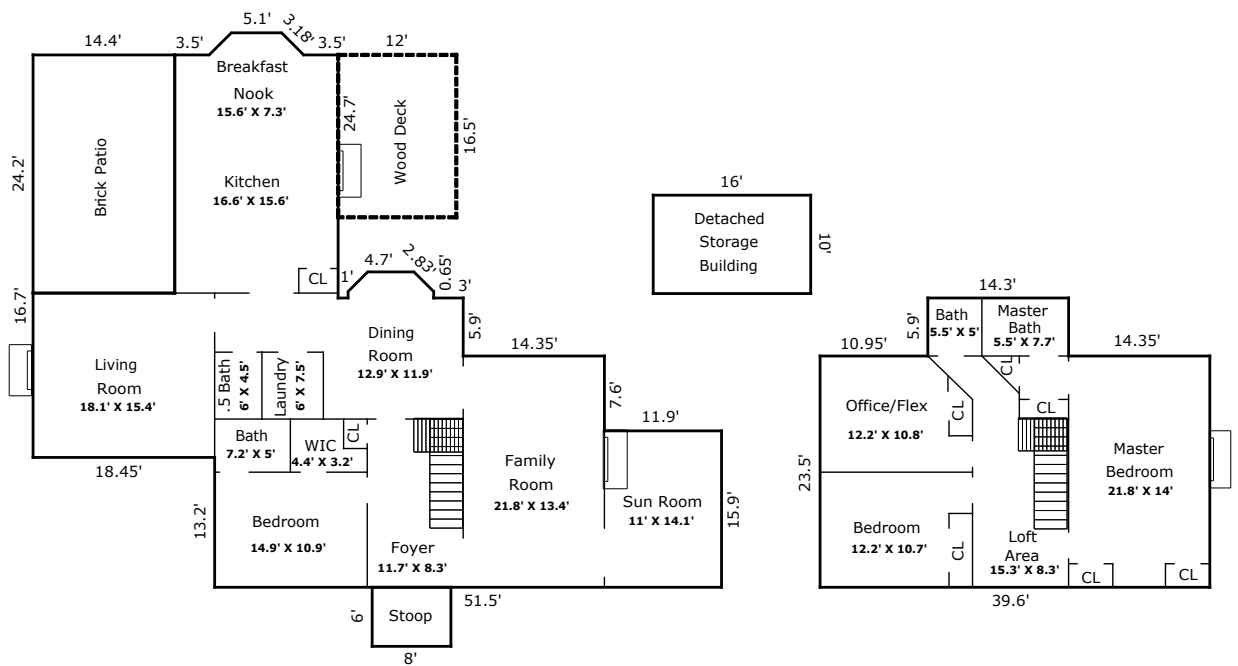 5.1'
3.18'
14.4'
3.5'
3.5'
12'
Breakfast
Nook
15.6' X 7.3'
24.7'
Wood Deck
16.5'
24.2'
Brick Patio
Kitchen
16.6' X 15.6'
CL
16'
Detached
Storage
Building
10'
1'
4.7'
2.83'
0.65'
3'
5.9'
16.7'
Living
Room
18.1' X 15.4'
Dining
Room
12.9' X 11.9'
14.35'
7.6'
.5 Bath
6' X 4.5'
Laundry
6' X 7.5'
Bath
7.2' X 5'
WIC
4.4' X 3.2'
CL
18.45'
13.2'
Bedroom
14.9' X 10.9'
Foyer
11.7' X 8.3'
Family
Room
21.8' X 13.4'
11.9'
Sun Room
11' X 14.1'
15.9'
51.5'
6'
Stoop
8'
14.3'
5.9'
Bath
5.5' X 5'
Master
Bath
5.5' X 7.7'
10.95'
14.35'
CL
CL
CL
Office/Flex
12.2' X 10.8'
23.5'
Master
Bedroom
21.8' X 14'
Bedroom
12.2' X 10.7'
CL
Loft
Area
15.3' X 8.3'
CL
CL
39.6'